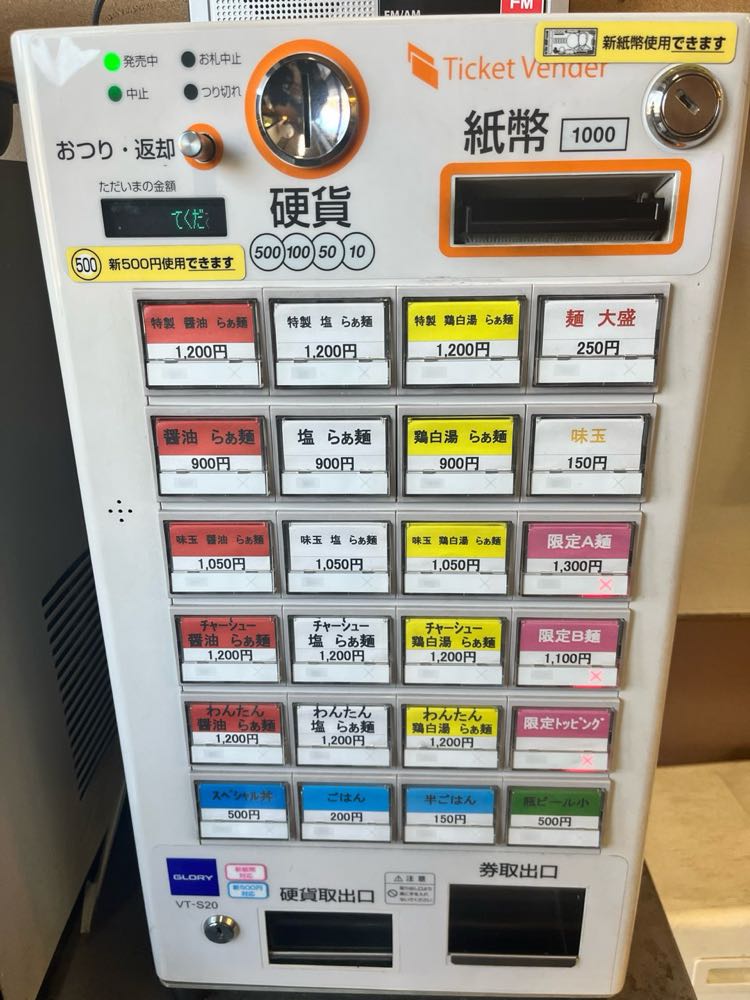 FM/AM
FM
新紙幣使用できます
発売中
お札中止
中止
つり切れ
Ticket Vender
おつり・返却
紙幣 1000
ただいまの金額
てくだ
硬貨
500 100 50 10
500 新500円使用できます
特製 醤油 らぁ麺
1,200円
特製 塩 らぁ麺
1,200円
特製 鶏白湯 らぁ麺
1,200円
麺 大盛
250円
醤油 らぁ麺
900円
塩 らぁ麺
900円
鶏白湯 らぁ麺
900円
味玉
150円
味玉 醤油 らぁ麺
1,050円
味玉 塩 らぁ麺
1,050円
味玉 鶏白湯 らぁ麺
1,050円
限定A麺
1,300円
チャーシュー
醤油 らぁ麺
1,200円
チャーシュー
塩 らぁ麺
1,200円
チャーシュー
鶏白湯 らぁ麺
1,200円
限定B麺
1,100円
わんたん
醤油 らぁ麺
1,200円
わんたん
塩 らぁ麺
1,200円
わんたん
鶏白湯 らぁ麺
1,200円
限定トッピング
スペシャル丼
500円
ごはん
200円
半ごはん
150円
瓶ビール小
500円
GLORY
新紙幣
対応
新500円
対応
VT-S20
硬貨取出口
注意
券取出口